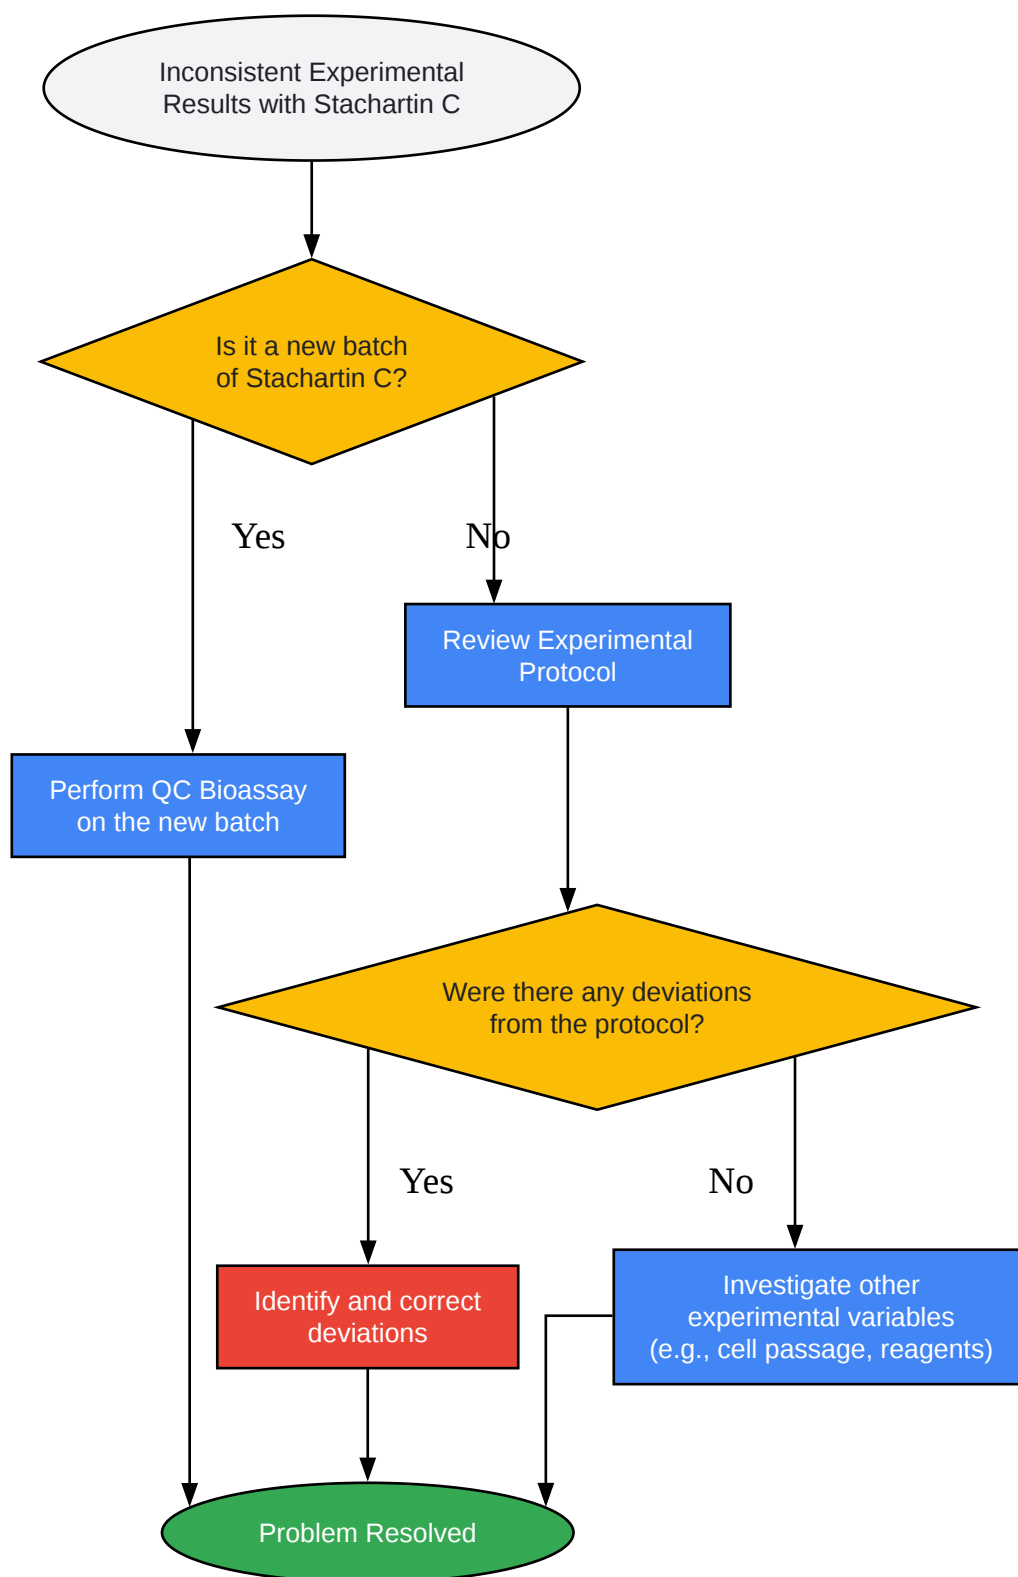 Inconsistent Experimental
Results with Stachartin C
Is it a new batch
of Stachartin C?
Yes
No
Review Experimental
Protocol
Perform QC Bioassay
on the new batch
Were there any deviations
from the protocol?
Yes
No
Identify and correct
deviations
Investigate other
experimental variables
(e.g., cell passage, reagents)
Problem Resolved